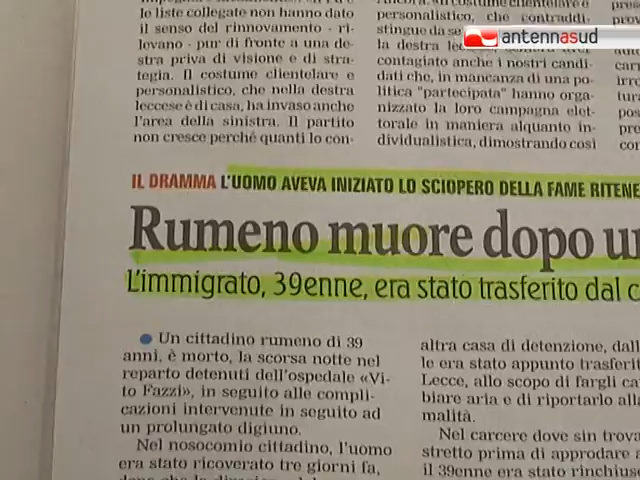 le liste collegate non hanno dato
il senso del rinnovamento - ri-
levano - pur di fronte a una de-
stra priva di visione e di stra-
tegia. Il costume clientelare e
personalistico, che nella destra
leccese è di casa, ha invaso anche
l'area della sinistra. Il partito
non cresce perché quanti lo con-
personalistico, che contraddi-
stingue da se
la destra
contagiato anche i nostri candi-
dati che, in mancanza di una po-
litica "partecipata" hanno orga-
nizzato la loro campagna elet-
torale in maniera alquanto in-
dividualistica, dimostrando così
antennasud
IL DRAMMA L'UOMO AVEVA INIZIATO LO SCIOPERO DELLA FAME RITENE
Rumeno muore dopo un
L'immigrato, 39enne, era stato trasferito dal c
Un cittadino rumeno di 39
anni, è morto, la scorsa notte nel
reparto detenuti dell'ospedale «Vi-
to Fazzi», in seguito alle compli-
cazioni intervenute in seguito ad
un prolungato digiuno.
Nel nosocomio cittadino, l'uomo
era stato ricoverato tre giorni fa,
altra casa di detenzione, dall
le era stato appunto trasferit
Lecce, allo scopo di fargli ca
biare aria e di riportarlo alla
malità.
Nel carcere dove sin trova
stretto prima di approdare a
il 39enne era stato rinchius